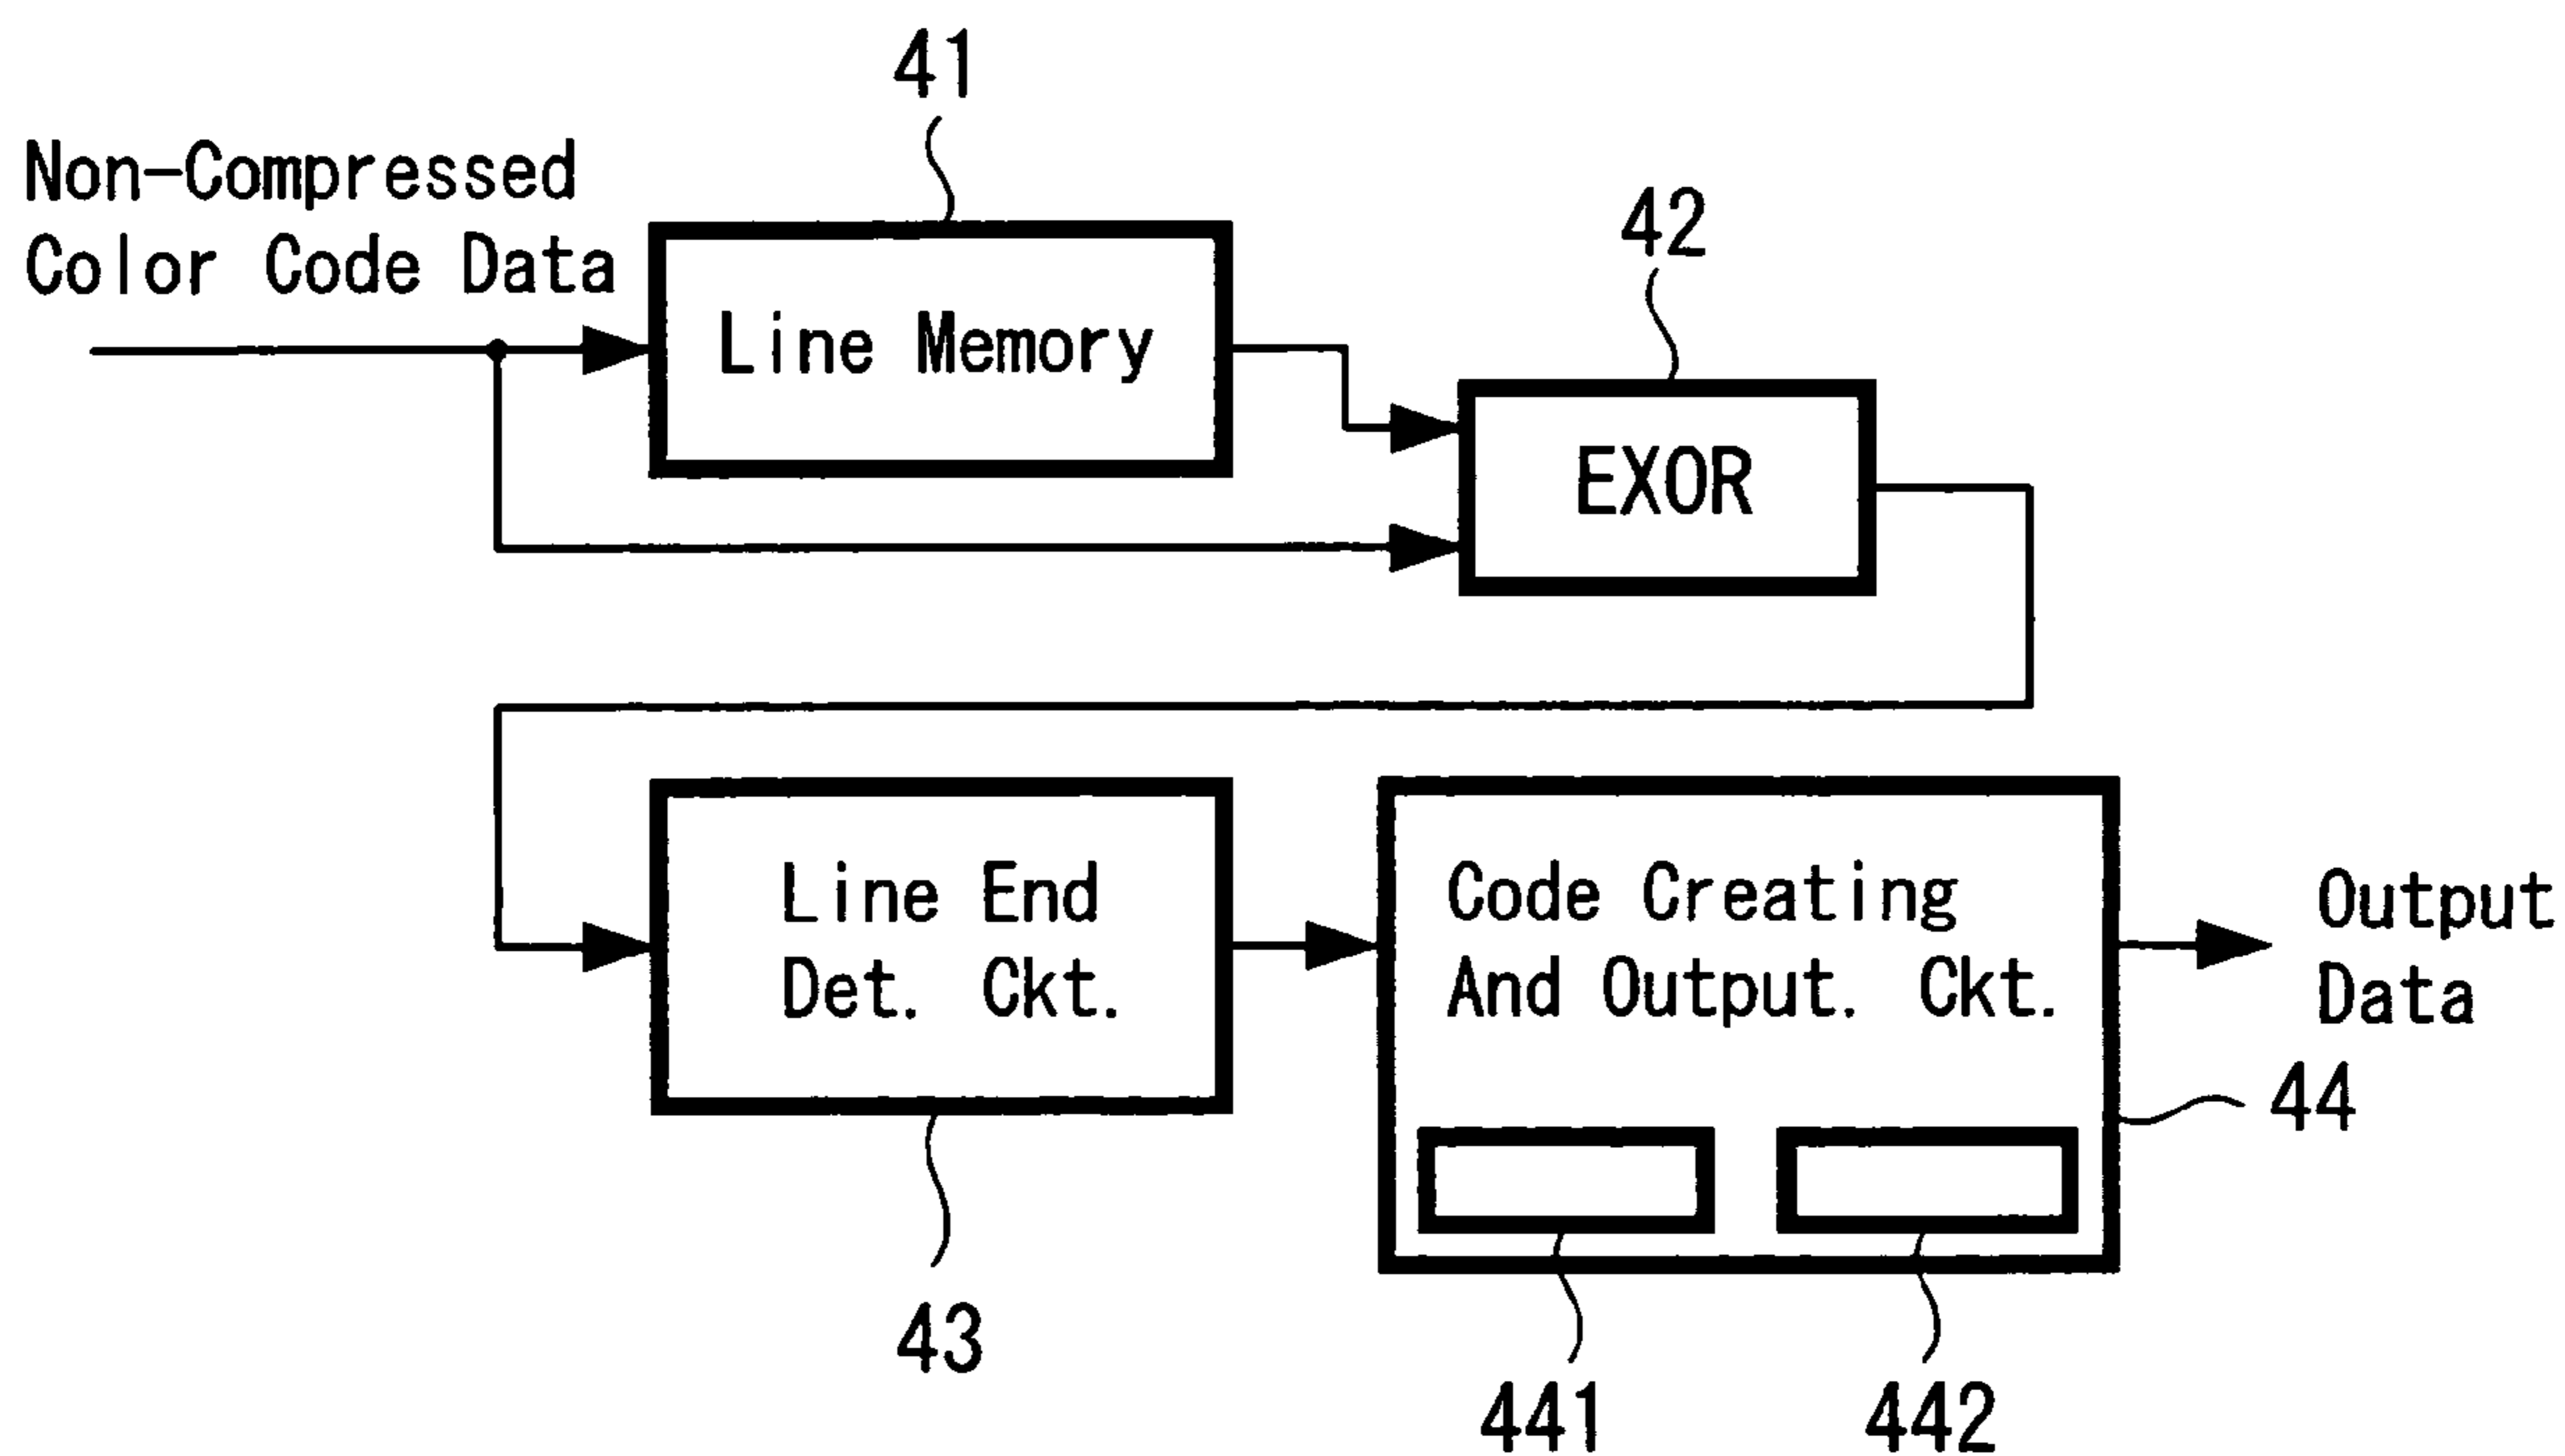 41
Non-Compressed
Color Code Data
42
Line Memory
EXOR
Line End
Det. Ckt.
Code Creating
And Output. Ckt.
Output
Data
44
43
441
442